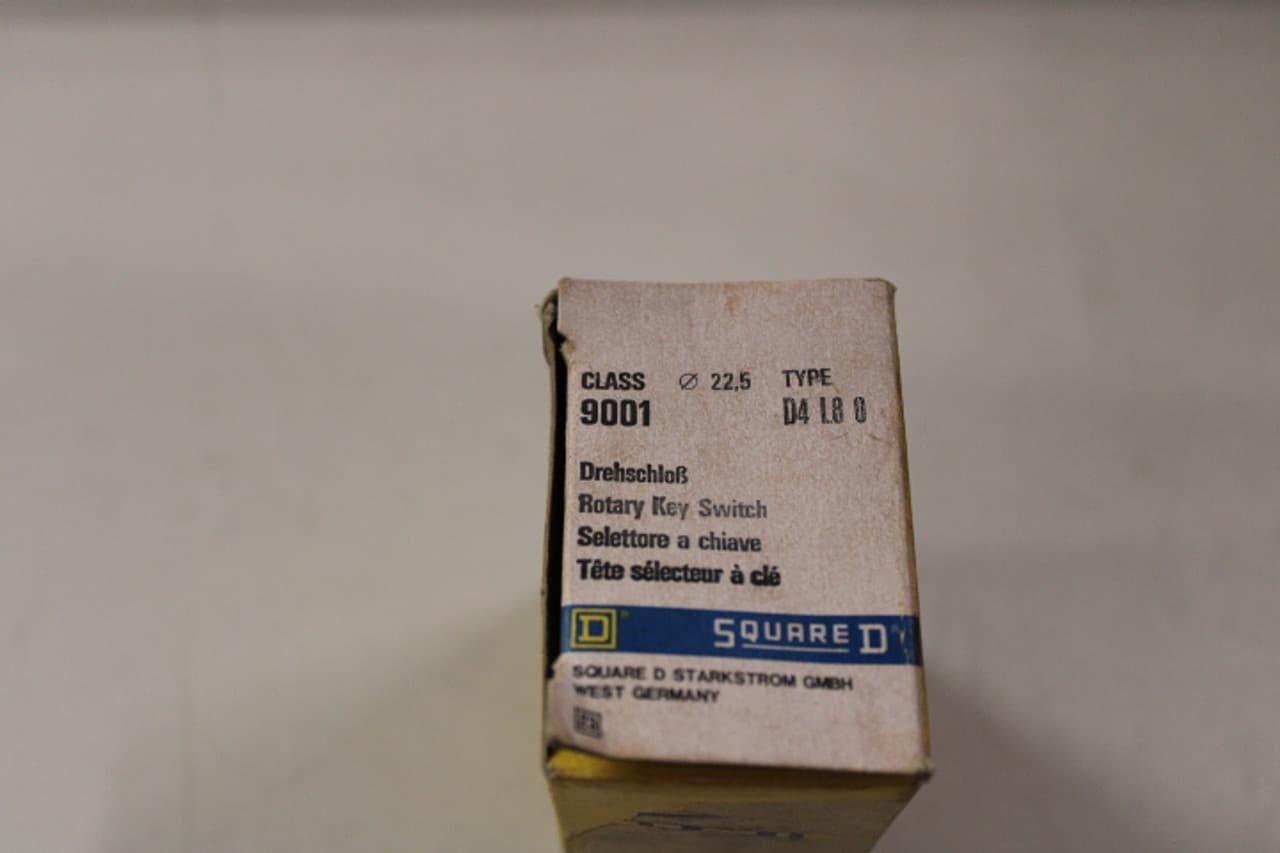 CLASS ∅ 22,5 TYPE
9001 D4 L8 0
Drehschloß
Rotary Key Switch
Selettore a chiave
Tête sélecteur à clé
D SQUARE D
SQUARE D STARKSTROM GMBH
WEST GERMANY